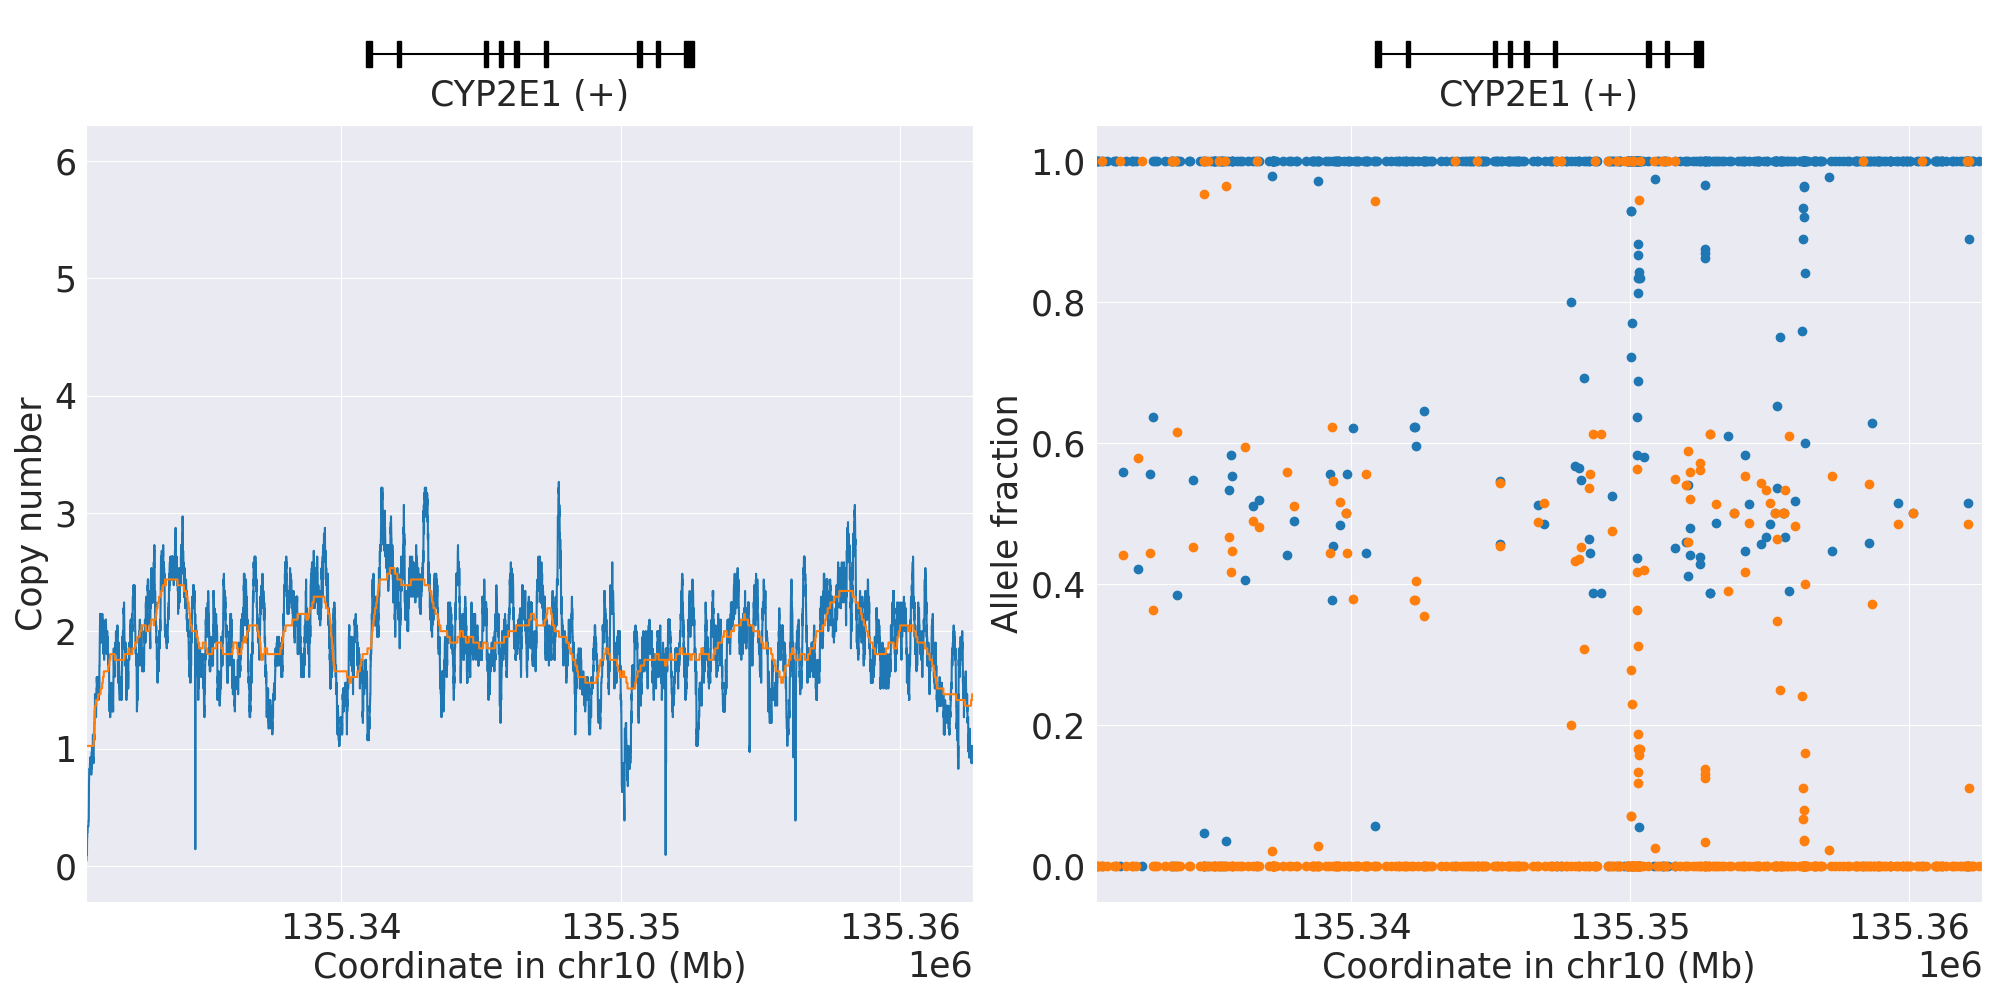 CYP2E1 (+)
6
5
4
3
2
1
0
Copy number
135.34
135.35
135.36
Coordinate in chr10 (Mb)
1e6
CYP2E1 (+)
1.0
0.8
0.6
0.4
0.2
0.0
Allele fraction
135.34
135.35
135.36
Coordinate in chr10 (Mb)
1e6